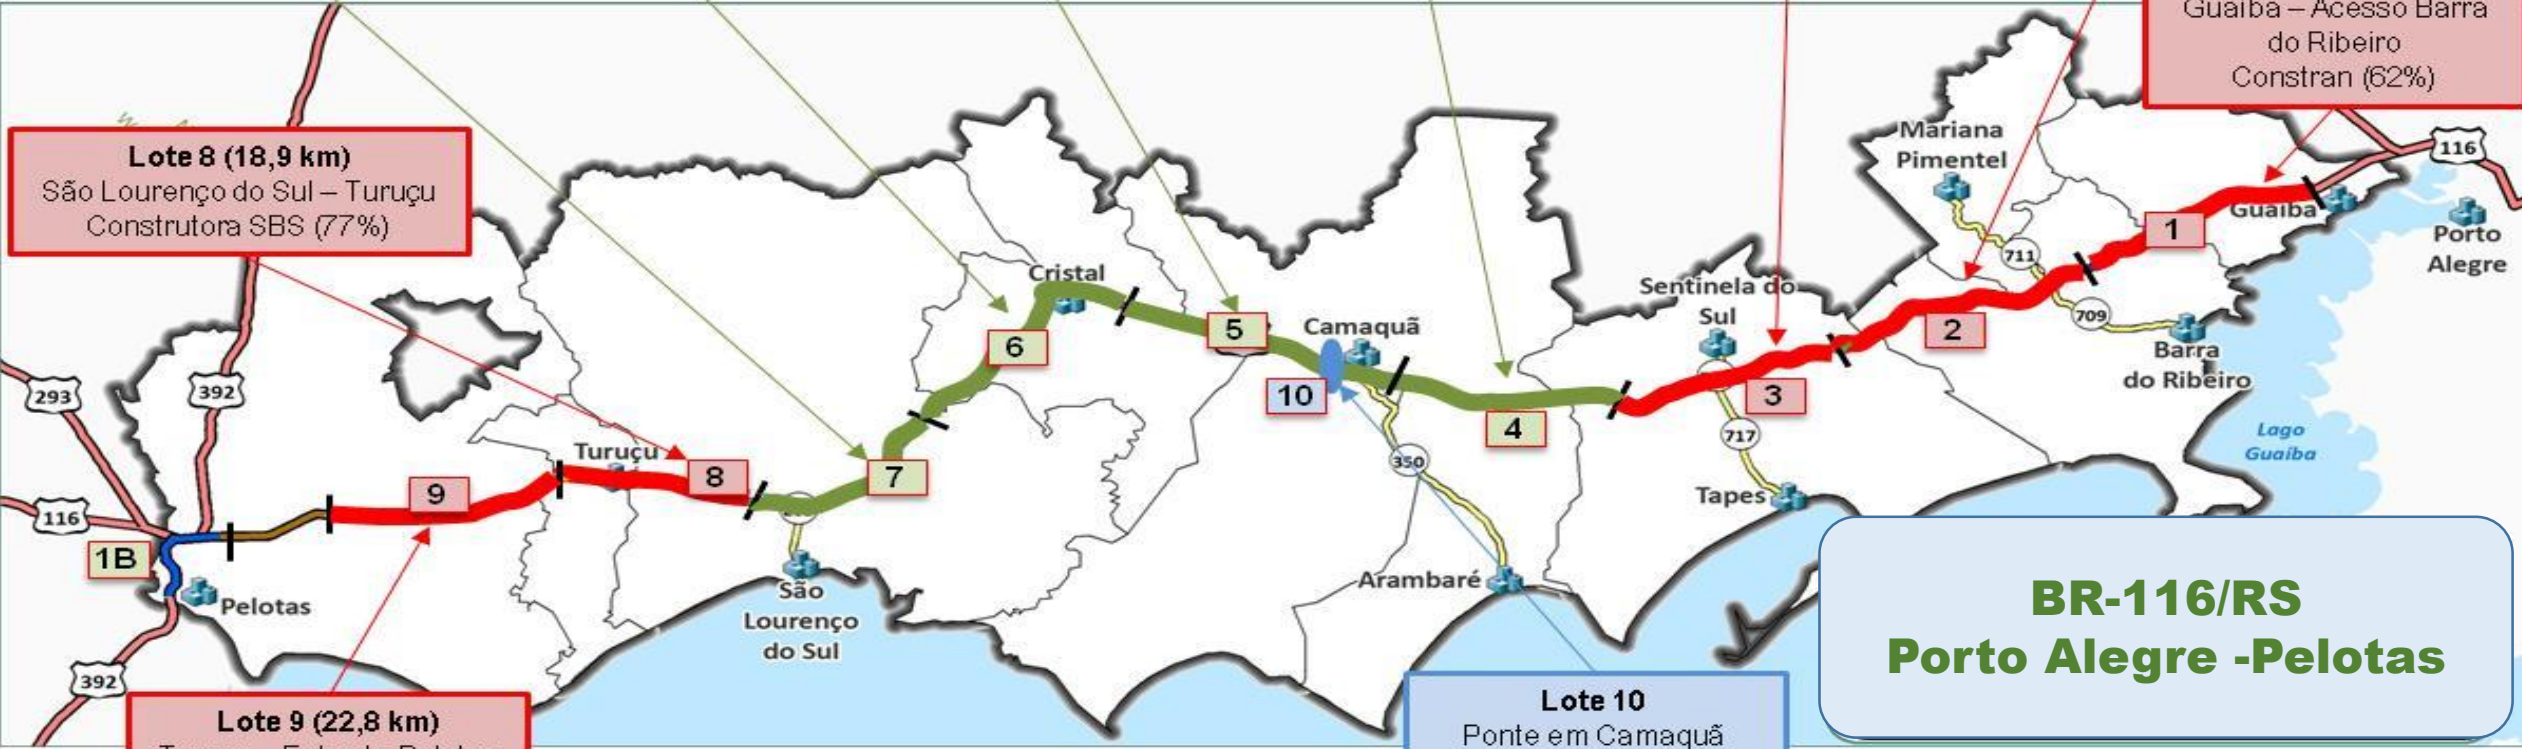 Guaíba – Acesso Barra
do Ribeiro
Constran (62%)
Lote 8 (18,9 km)
São Lourenço do Sul – Turuçu
Construtora SBS (77%)
Mariana
Pimentel
116
Guaíba
Porto
Alegre
1
711
Cristal
Sentinela do
Sul
709
2
Barra
do Ribeiro
5
Camaquã
6
293
392
10
3
4
717
Lago
Guaíba
350
Turuçu
8
7
9
Tapes
116
1B
Pelotas
São
Lourenço
do Sul
Arambaré
BR-116/RS
Porto Alegre -Pelotas
392
Lote 9 (22,8 km)
Lote 10
Ponte em Camaquã